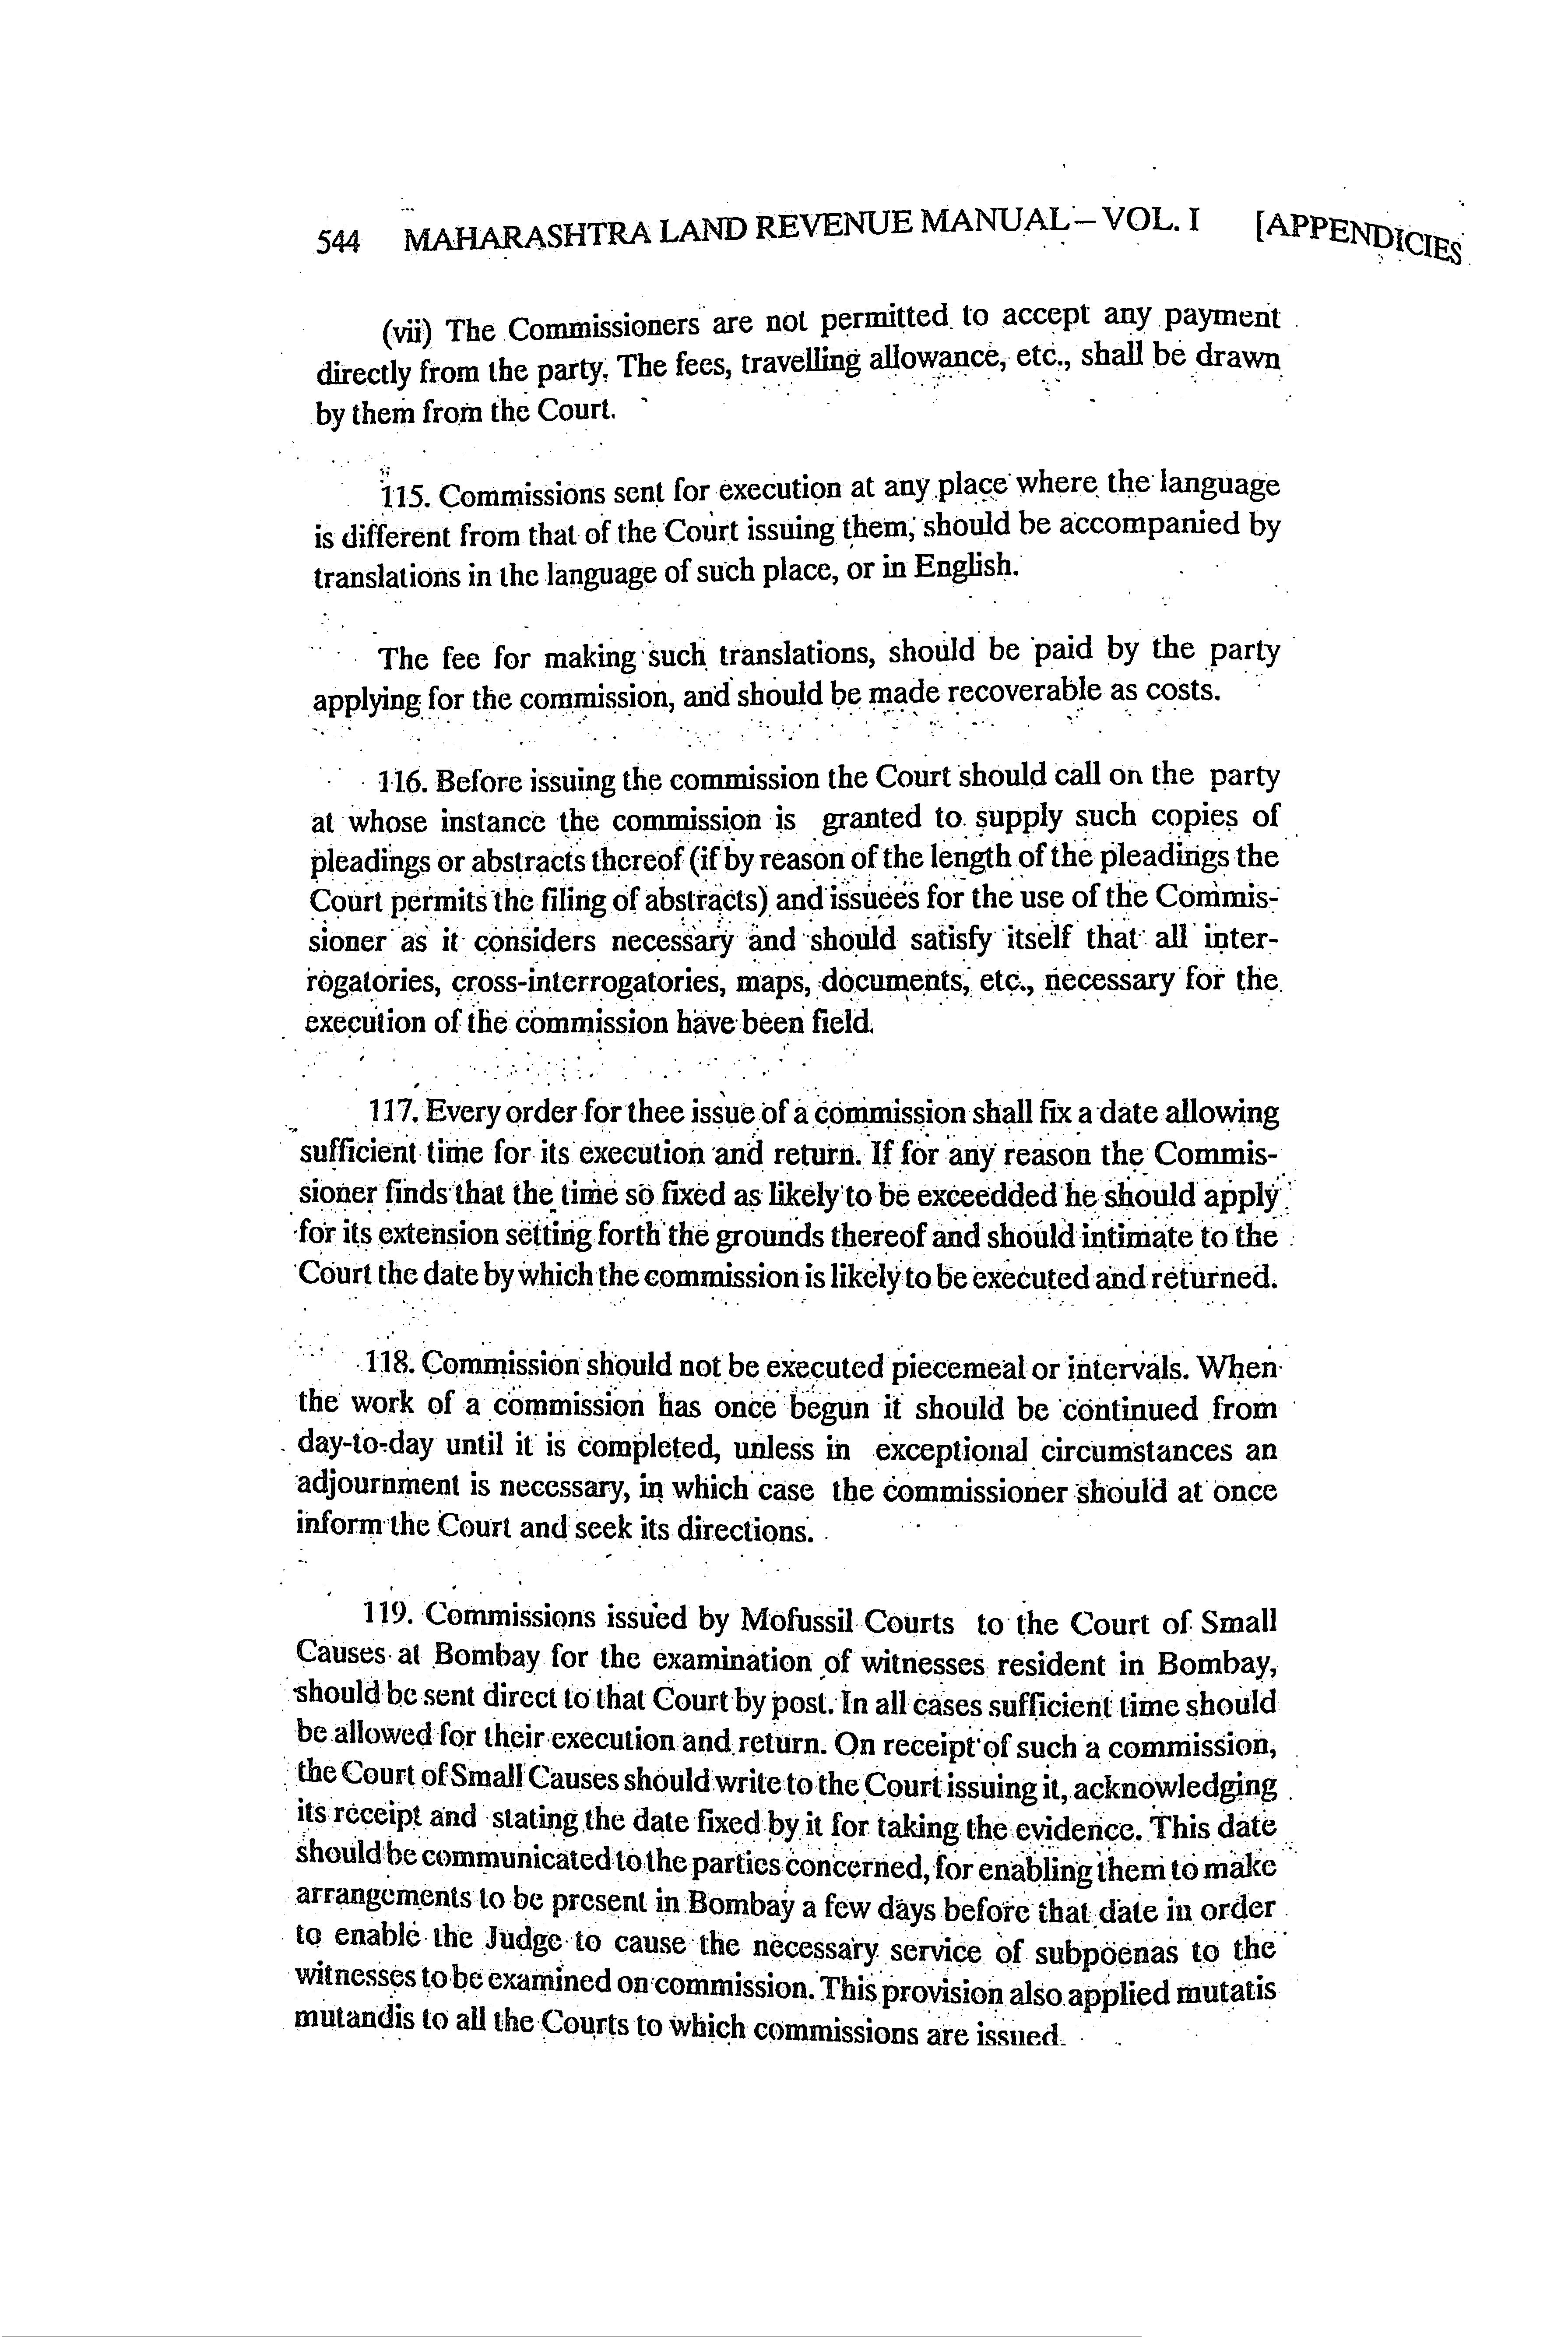 544 MAHARASHTRA LAND REVENUE MANUAL – VOL. I [APPENDICIES
(vii) The Commissioners are not permitted to accept any payment
directly from the party. The fees, travelling allowance, etc., shall be drawn
by them from the Court.
115. Commissions sent for execution at any place where the language
is different from that of the Court issuing them, should be accompanied by
translations in the language of such place, or in English.
The fee for making such translations, should be paid by the party
applying for the commission, and should be made recoverable as costs.
116. Before issuing the commission the Court should call on the party
at whose instance the commission is granted to supply such copies of
pleadings or abstracts thereof (if by reason of the length of the pleadings the
Court permits the filing of abstracts) and issuees for the use of the Commis-
sioner as it considers necessary and should satisfy itself that all inter-
rogatories, cross-interrogatories, maps, documents, etc., necessary for the
execution of the commission have been field.
117. Every order for thee issue of a commission shall fix a date allowing
sufficient time for its execution and return. If for any reason the Commis-
sioner finds that the time so fixed as likely to be exceedded he should apply
for its extension setting forth the grounds thereof and should intimate to the
Court the date by which the commission is likely to be executed and returned.
118. Commission should not be executed piecemeal or intervals. When
the work of a commission has once begun it should be continued from
day-to-day until it is completed, unless in exceptional circumstances an
adjournment is necessary, in which case the commissioner should at once
inform the Court and seek its directions.
119. Commissions issued by Mofussil Courts to the Court of Small
Causes at Bombay for the examination of witnesses resident in Bombay,
should be sent direct to that Court by post. In all cases sufficient time should
be allowed for their execution and return. On receipt of such a commission,
the Court of Small Causes should write to the Court issuing it, acknowledging
its receipt and stating the date fixed by it for taking the evidence. This date
should be communicated to the parties concerned, for enabling them to make
arrangements to be present in Bombay a few days before that date in order
to enable the Judge to cause the necessary service of subpoenas to the
witnesses to be examined on commission. This provision also applied mutatis
mutandis to all the Courts to which commissions are issued.